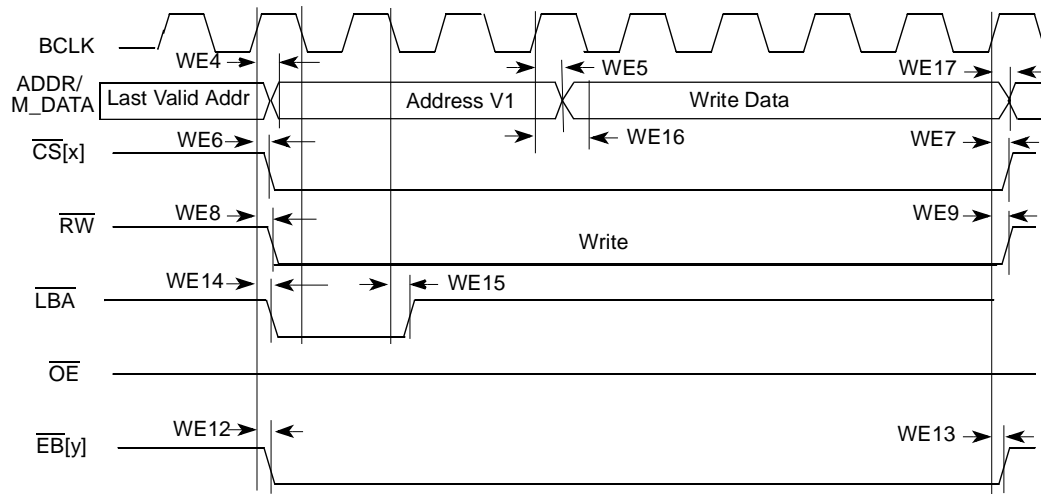 BCLK
WE4
WE5
WE17
ADDR/
M_DATA
Last Valid Addr
Address V1
Write Data
WE6
WE16
WE7
CS[x]
WE8
WE9
RW
Write
WE14
WE15
LBA
OE
WE12
WE13
EB[y]